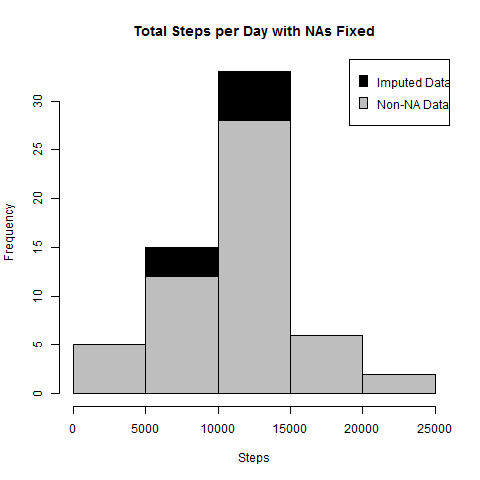 Total Steps per Day with NAs Fixed
Imputed Data
Non-NA Data
Frequency
30
25
20
15
10
5
0
0 5000 10000 15000 20000 25000
Steps